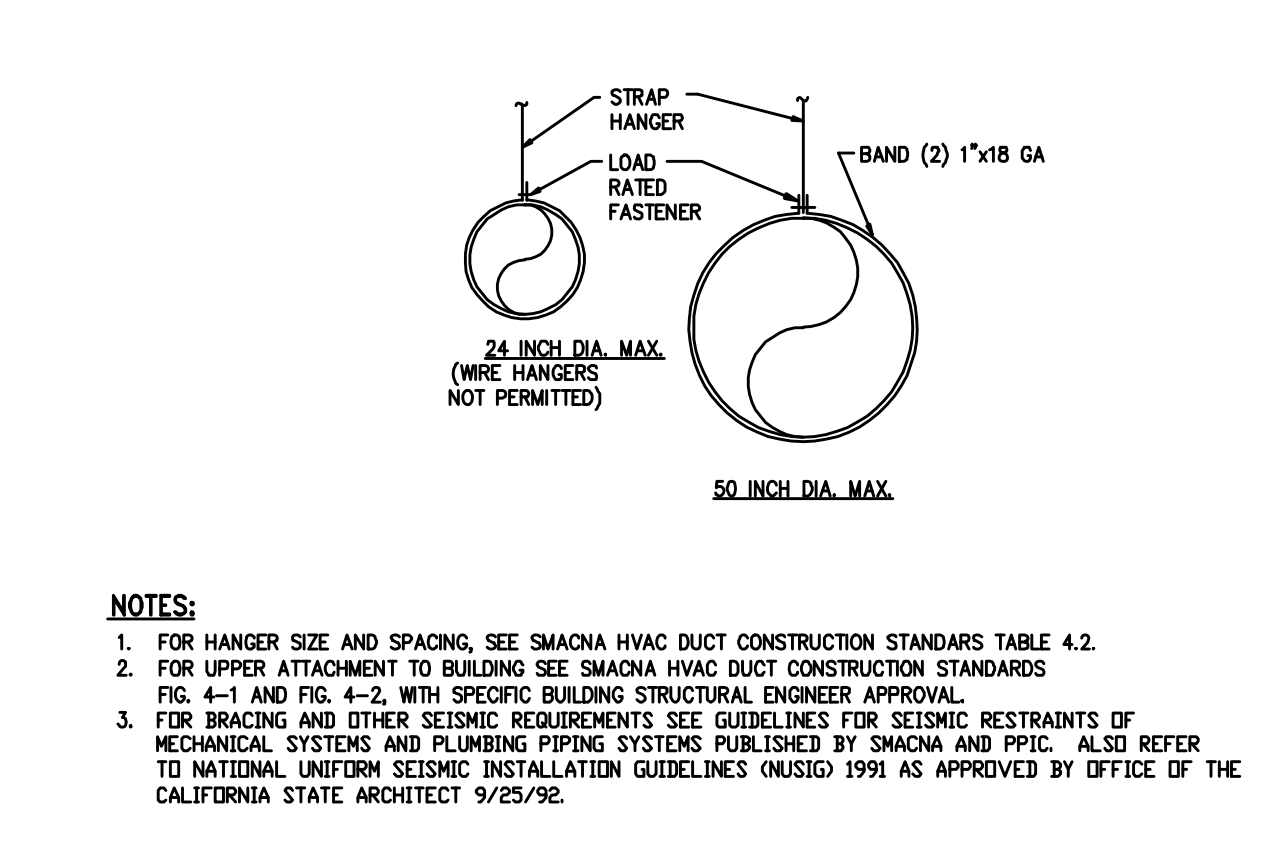 STRAP
HANGER
BAND (2) 1"x18 GA
LOAD
RATED
FASTENER
24 INCH DIA. MAX.
(WIRE HANGERS
NOT PERMITTED)
50 INCH DIA. MAX.
NOTES:
1. FOR HANGER SIZE AND SPACING, SEE SMACNA HVAC DUCT CONSTRUCTION STANDARS TABLE 4.2.
2. FOR UPPER ATTACHMENT TO BUILDING SEE SMACNA HVAC DUCT CONSTRUCTION STANDARDS
FIG. 4-1 AND FIG. 4-2, WITH SPECIFIC BUILDING STRUCTURAL ENGINEER APPROVAL.
3. FOR BRACING AND OTHER SEISMIC REQUIREMENTS SEE GUIDELINES FOR SEISMIC RESTRAINTS OF
MECHANICAL SYSTEMS AND PLUMBING PIPING SYSTEMS PUBLISHED BY SMACNA AND PPIC. ALSO REFER
TO NATIONAL UNIFORM SEISMIC INSTALLATION GUIDELINES (NUSIG) 1991 AS APPROVED BY OFFICE OF THE
CALIFORNIA STATE ARCHITECT 9/25/92.